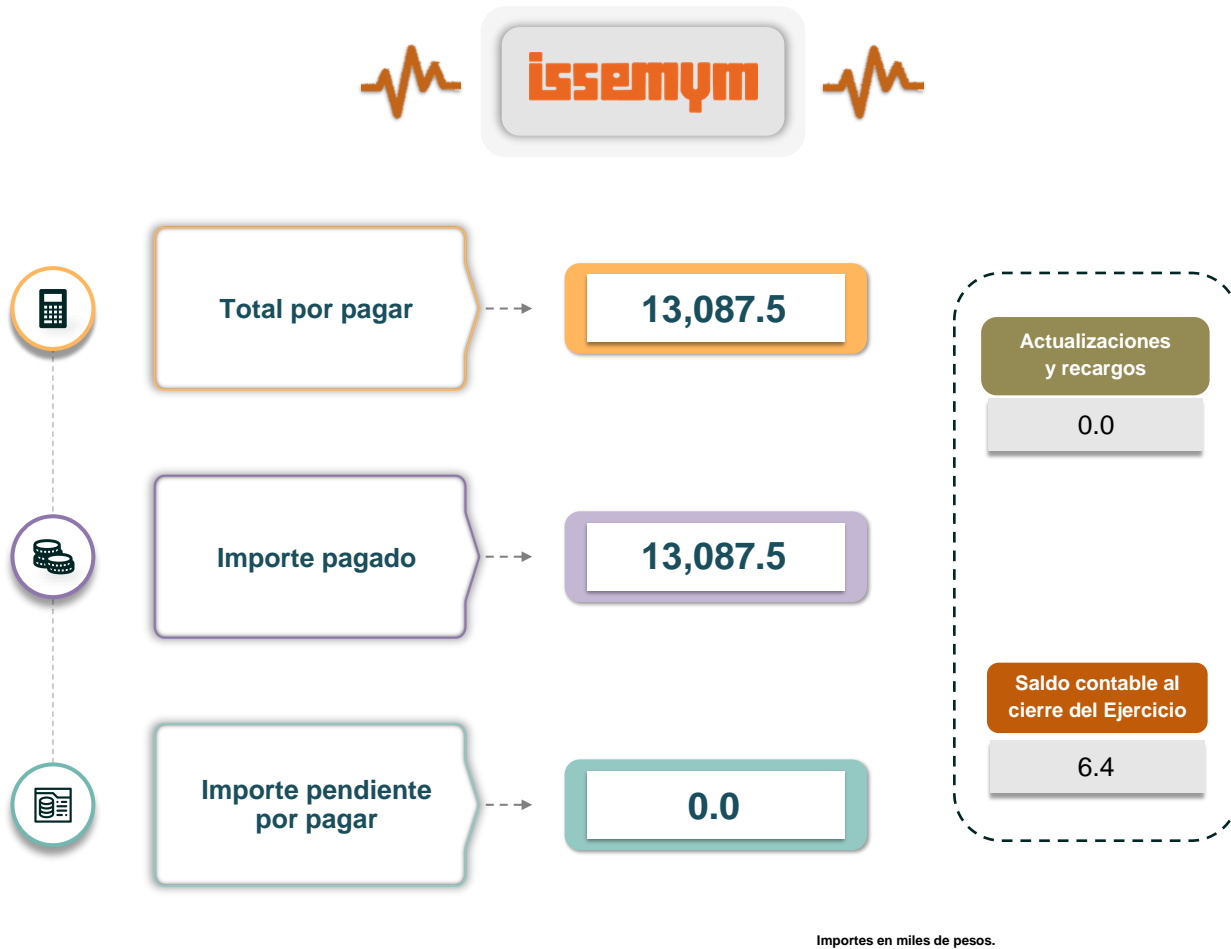 issemym
Total por pagar
13,087.5
Importe pagado
13,087.5
Importe pendiente
por pagar
0.0
Actualizaciones
y recargos
0.0
Saldo contable al
cierre del Ejercicio
6.4
Importes en miles de pesos.